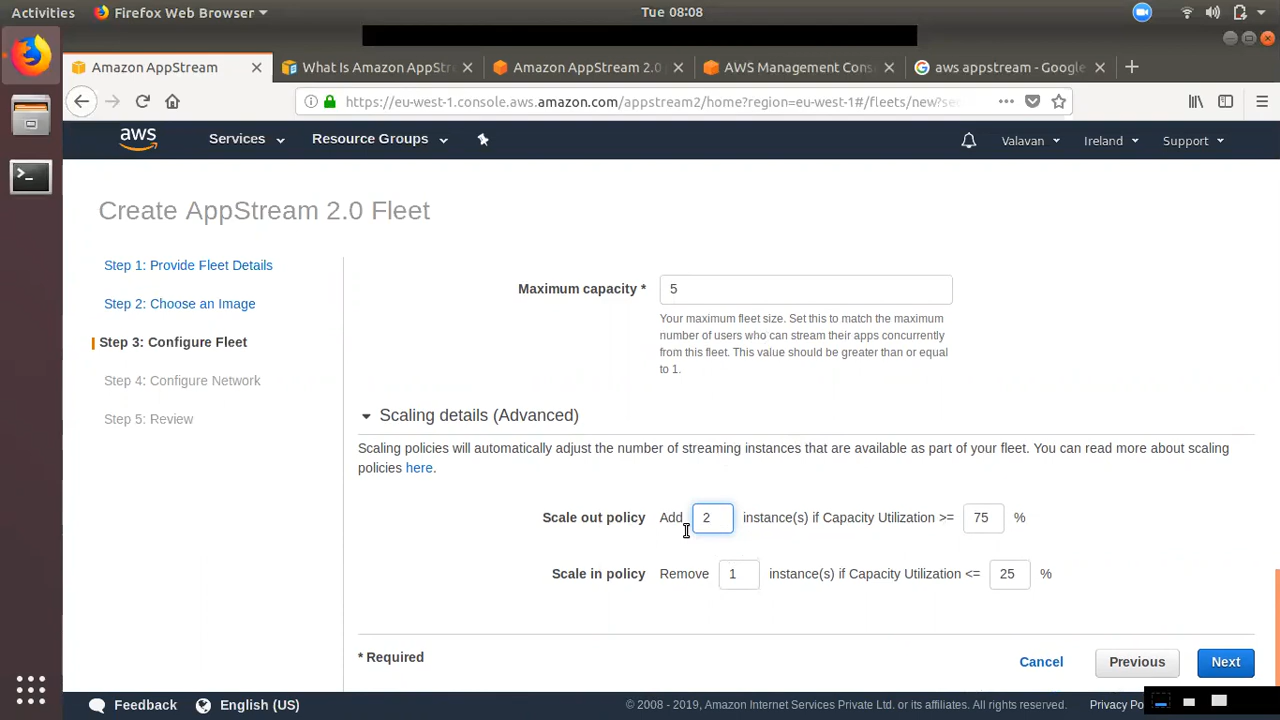 Activities Firefox Web Browser Tue 08:08
Amazon AppStream What Is Amazon AppStr Amazon AppStream 2.0 AWS Management Cons aws appstream - Google
https://eu-west-1.console.aws.amazon.com/appstream2/home?region=eu-west-1#/fleets/new?se
aws Services Resource Groups Valavan Ireland Support
Create AppStream 2.0 Fleet
Step 1: Provide Fleet Details
Step 2: Choose an Image
Step 3: Configure Fleet
Step 4: Configure Network
Step 5: Review
Maximum capacity * 5
Your maximum fleet size. Set this to match the maximum
number of users who can stream their apps concurrently
from this fleet. This value should be greater than or equal
to 1.
Scaling details (Advanced)
Scaling policies will automatically adjust the number of streaming instances that are available as part of your fleet. You can read more about scaling
policies here.
Scale out policy Add 2 instance(s) if Capacity Utilization >= 75 %
Scale in policy Remove 1 instance(s) if Capacity Utilization <= 25 %
* Required Cancel Previous Next
Feedback English (US) © 2008 - 2019, Amazon Internet Services Private Ltd. or its affiliates. All rights reserved. Privacy Po